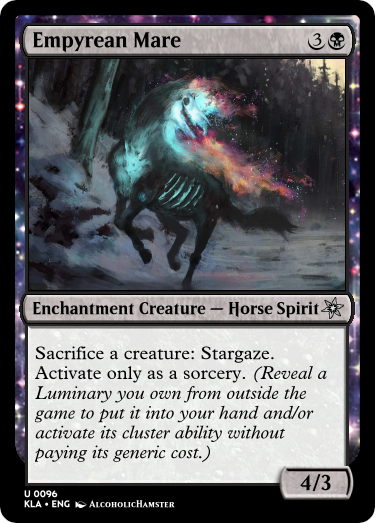 Empyrean Mare 3
Enchantment Creature — Horse Spirit
Sacrifice a creature: Stargaze.
Activate only as a sorcery. (Reveal a
Luminary you own from outside the
game to put it into your hand and/or
activate its cluster ability without
paying its generic cost.)
4/3
U 0096
KLA • ENG AlcoholicHamster